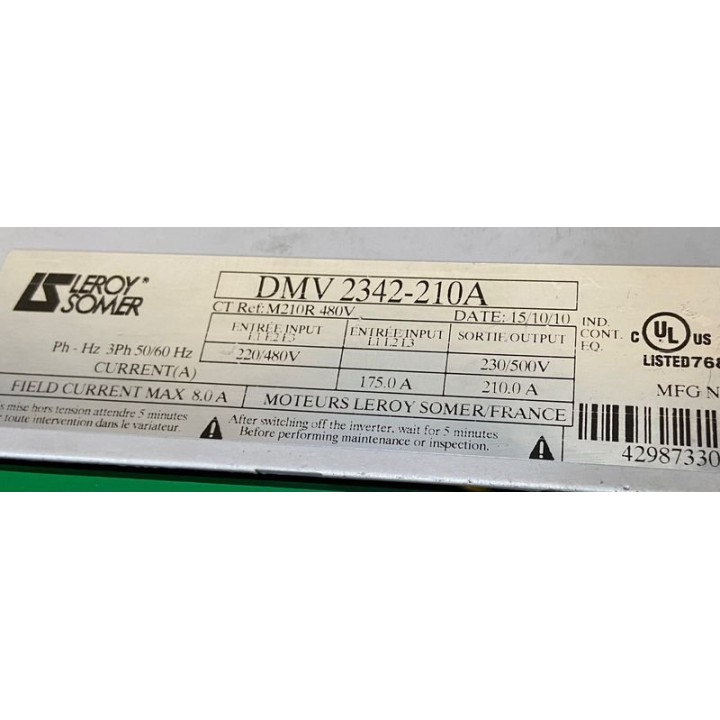 LEROY®
SOMER
DMV 2342-210A
CT Ref: M210R 480V
DATE: 15/10/10
ENTRÉE INPUT
L1 L2 L3
ENTRÉE INPUT
L1 L2 L3
SORTIE OUTPUT
IND.
CONT.
EQ.
C UL US
LISTED 768
Ph - Hz 3Ph 50/60 Hz
220/480V
230/500V
CURRENT(A)
175.0 A
210.0 A
FIELD CURRENT MAX 8.0 A
MOTEURS LEROY SOMER/FRANCE
MFG N
mise hors tension attendre 5 minutes
toute intervention dans le variateur.
After switching off the inverter, wait for 5 minutes
Before performing maintenance or inspection.
42987330